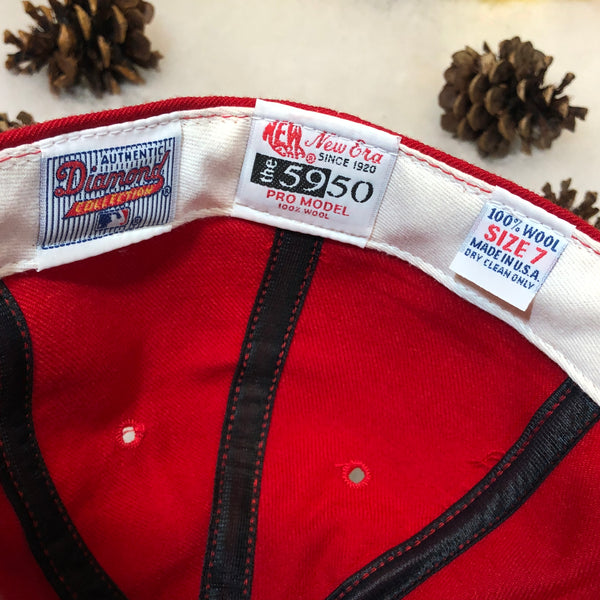 AUTHENTIC
Diamond
COLLECTION
®
NEW
ERA
®
New Era
SINCE 1920
the 5950
PRO MODEL
100% WOOL
100% WOOL
SIZE 7
MADE IN U.S.A.
DRY CLEAN ONLY